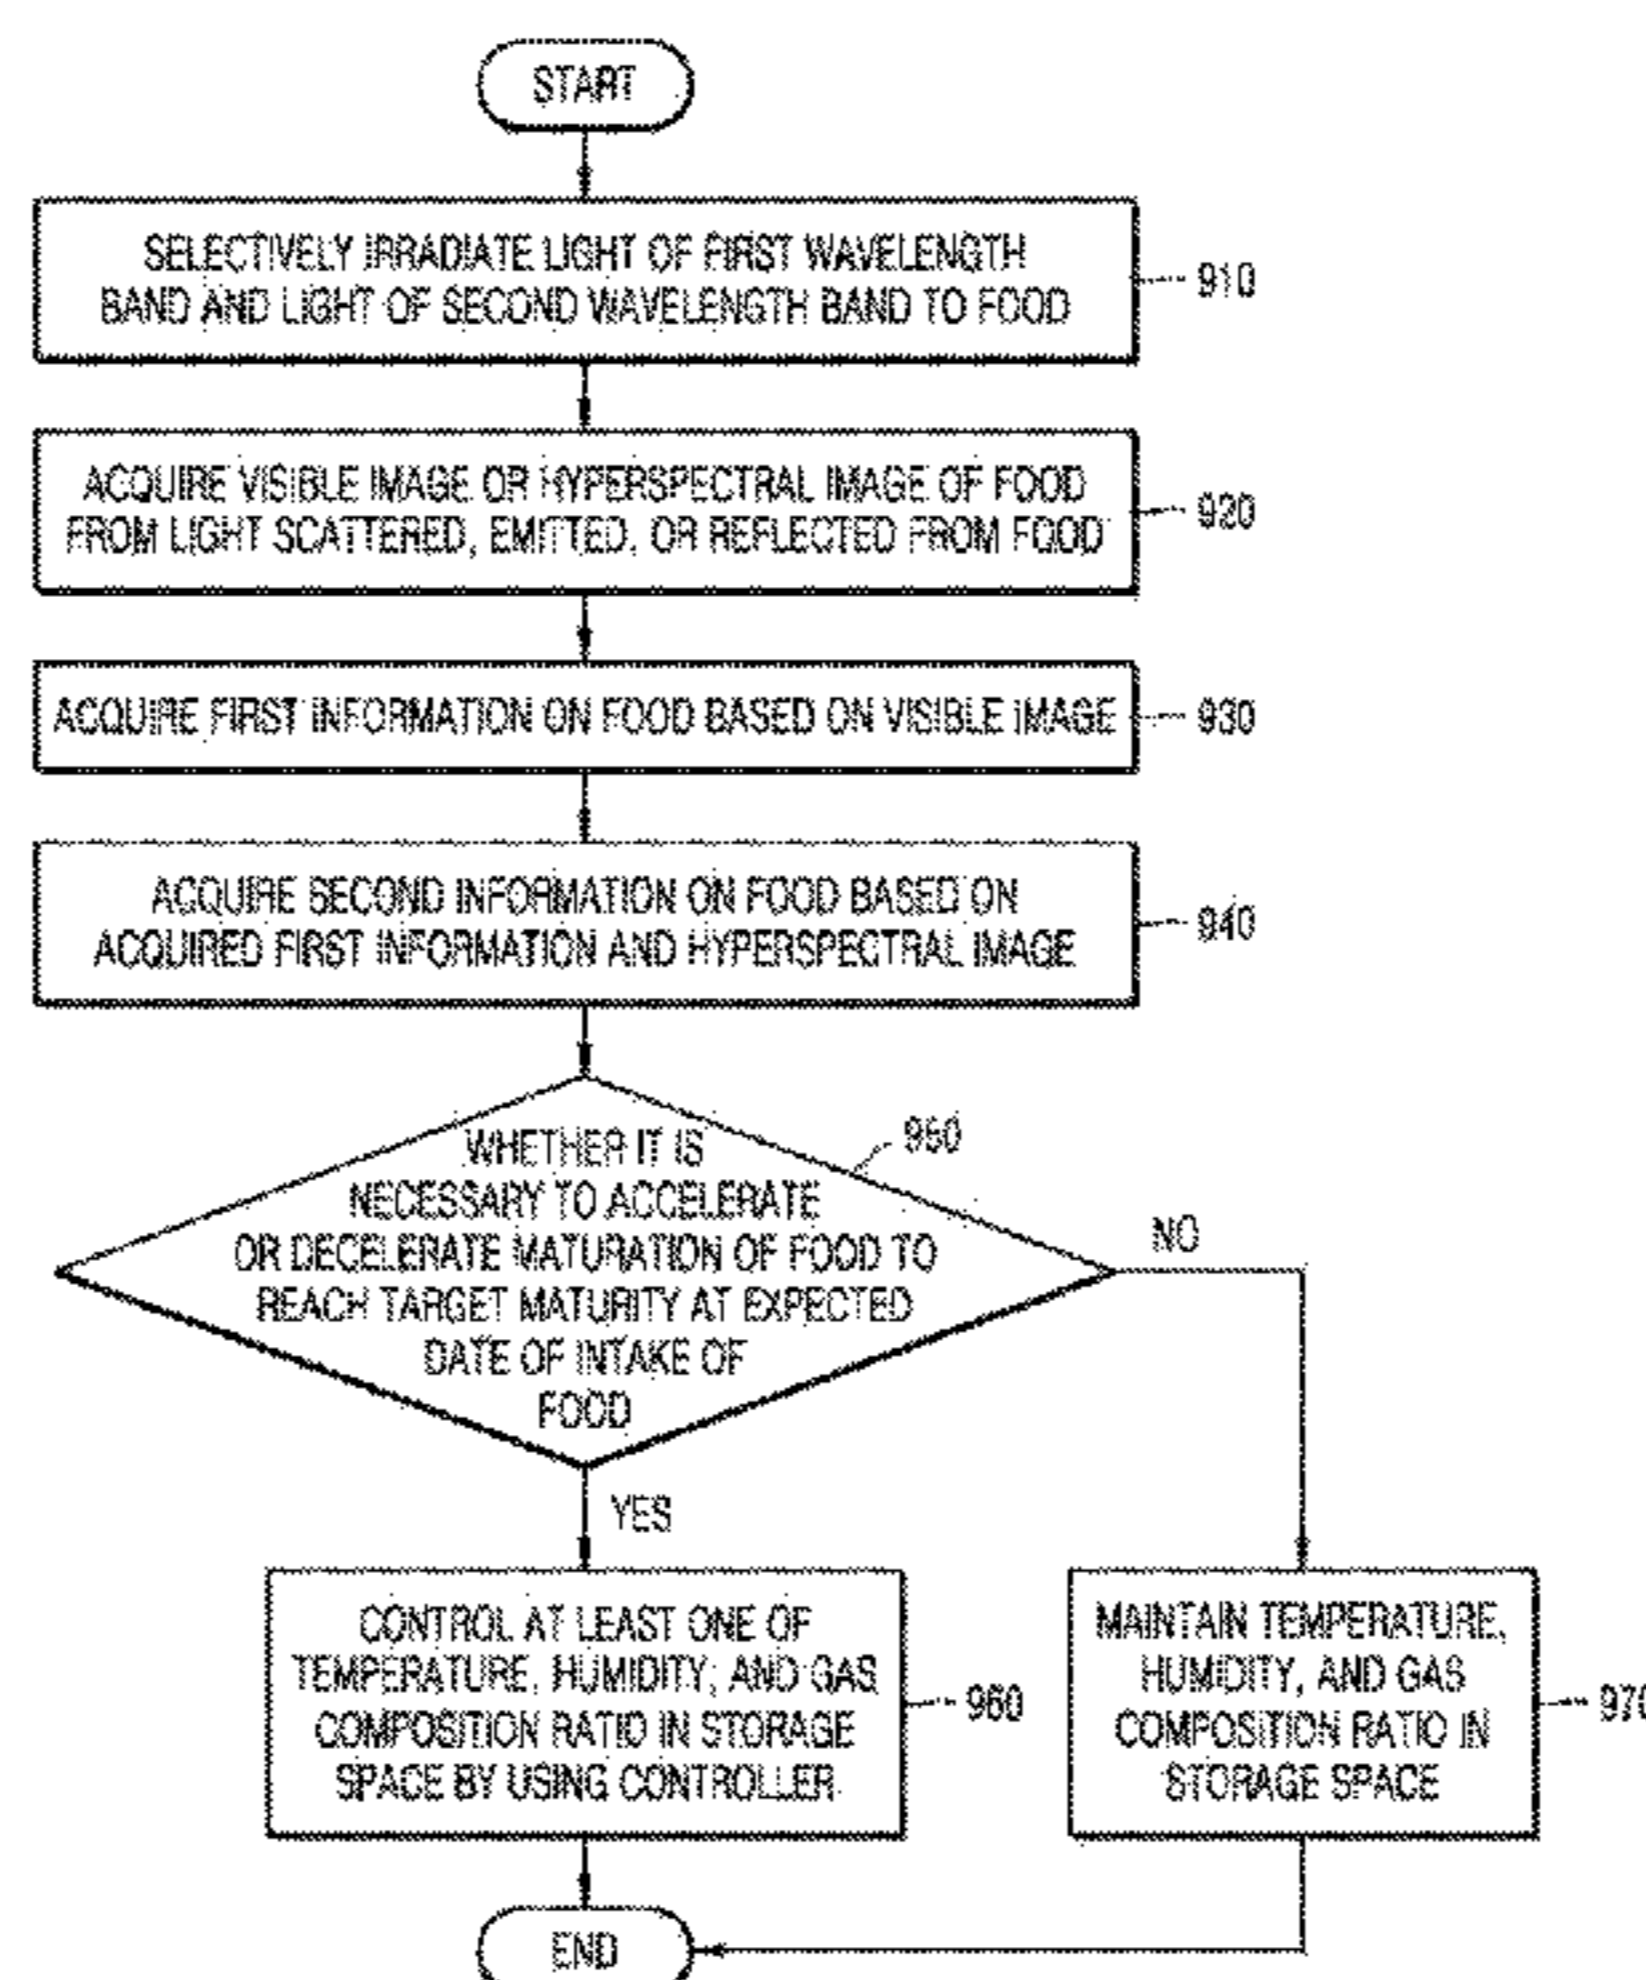 START
SELECTIVELY IRRADIATE LIGHT OF FIRST WAVELENGTH
BAND AND LIGHT OF SECOND WAVELENGTH BAND TO FOOD
910
ACQUIRE VISIBLE IMAGE OR HYPERSPECTRAL IMAGE OF FOOD
FROM LIGHT SCATTERED, EMITTED, OR REFLECTED FROM FOOD
920
ACQUIRE FIRST INFORMATION ON FOOD BASED ON VISIBLE IMAGE
930
ACQUIRE SECOND INFORMATION ON FOOD BASED ON
ACQUIRED FIRST INFORMATION AND HYPERSPECTRAL IMAGE
940
WHETHER IT IS
NECESSARY TO ACCELERATE
OR DECELERATE MATURATION OF FOOD TO
REACH TARGET MATURITY AT EXPECTED
DATE OF INTAKE OF
FOOD
950
NO
YES
CONTROL AT LEAST ONE OF
TEMPERATURE, HUMIDITY, AND GAS
COMPOSITION RATIO IN STORAGE
SPACE BY USING CONTROLLER
960
MAINTAIN TEMPERATURE,
HUMIDITY, AND GAS
COMPOSITION RATIO IN
STORAGE SPACE
970
END